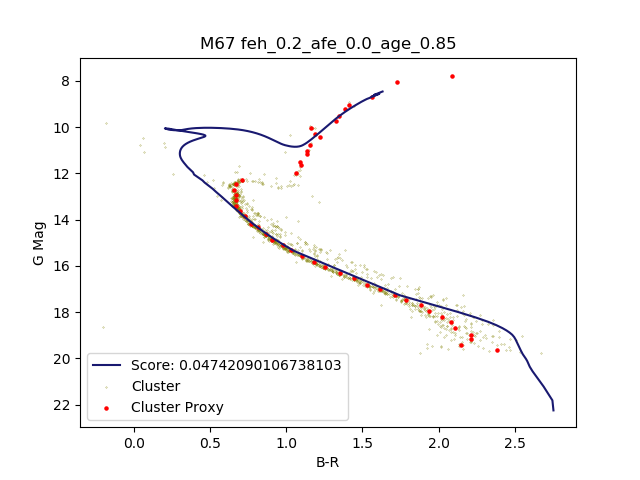 M67 feh_0.2_afe_0.0_age_0.85
8
10
12
14
16
18
20
22
G Mag
Score: 0.04742090106738103
Cluster
Cluster Proxy
0.0 0.5 1.0 1.5 2.0 2.5
B-R